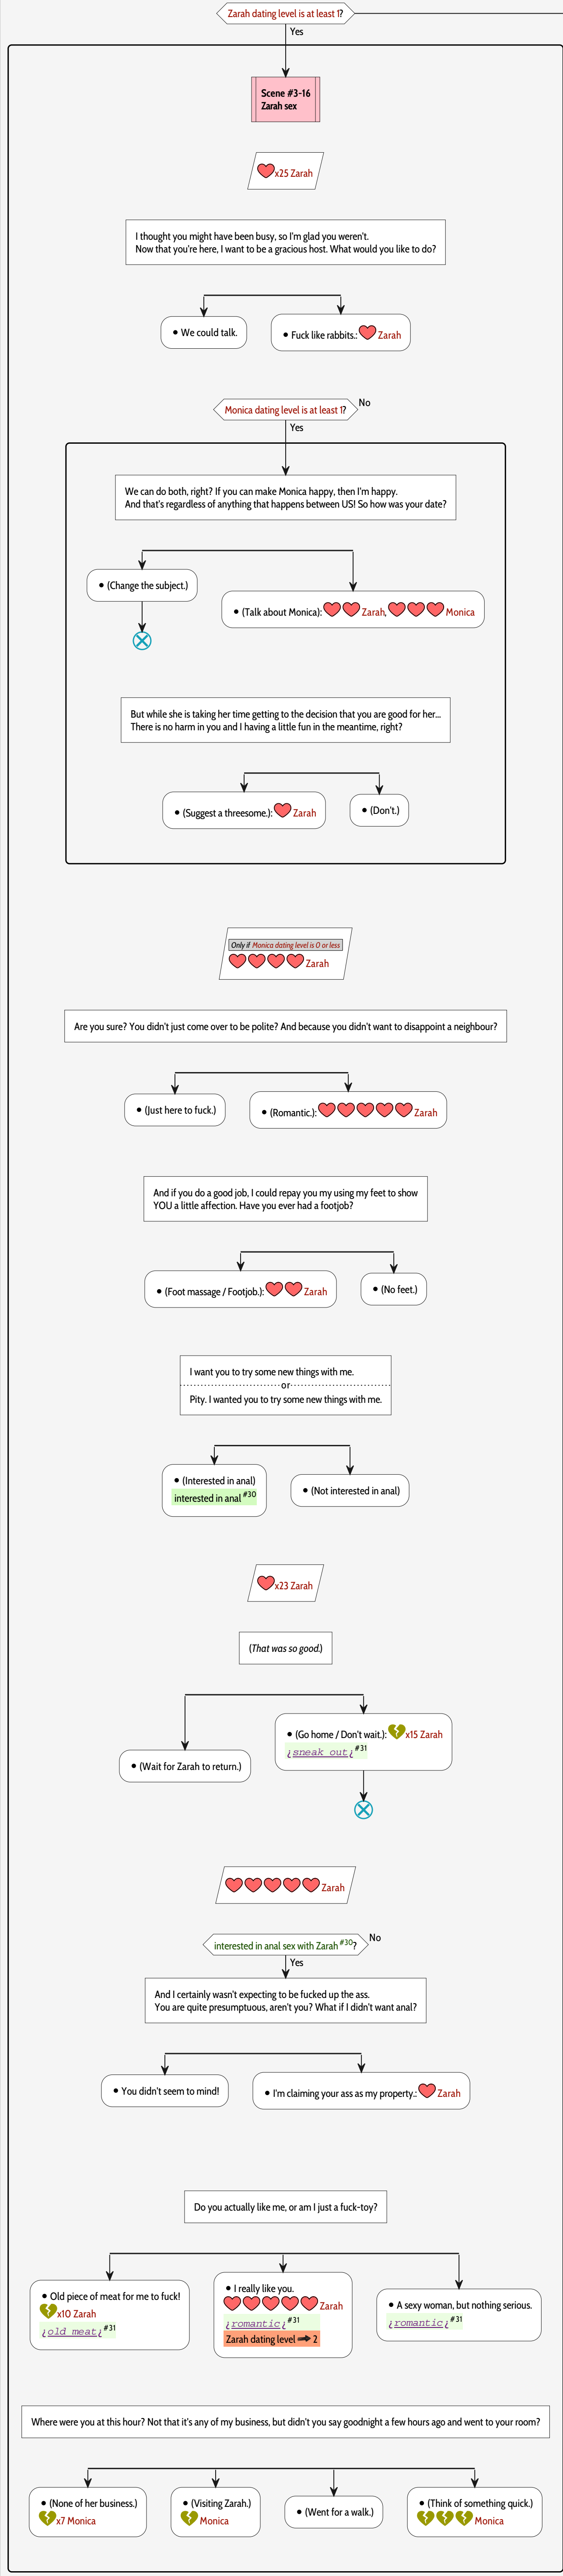 Zarah dating level is at least 1?
Yes
Scene #3-16
Zarah sex
x25 Zarah
I thought you might have been busy, so I'm glad you weren't.
Now that you're here, I want to be a gracious host. What would you like to do?
• We could talk.
• Fuck like rabbits.: Zarah
Monica dating level is at least 1?
No
Yes
We can do both, right? If you can make Monica happy, then I'm happy.
And that's regardless of anything that happens between US! So how was your date?
• (Change the subject.)
• (Talk about Monica): Zarah, Monica
But while she is taking her time getting to the decision that you are good for her...
There is no harm in you and I having a little fun in the meantime, right?
• (Suggest a threesome.): Zarah
• (Don't.)
Only if Monica dating level is 0 or less
Zarah
Are you sure? You didn't just come over to be polite? And because you didn't want to disappoint a neighbour?
• (Just here to fuck.)
• (Romantic.): Zarah
And if you do a good job, I could repay you my using my feet to show
YOU a little affection. Have you ever had a footjob?
• (Foot massage / Footjob.): Zarah
• (No feet.)
I want you to try some new things with me.
or
Pity. I wanted you to try some new things with me.
• (Interested in anal)
interested in anal #30
• (Not interested in anal)
x23 Zarah
(That was so good.)
• (Wait for Zarah to return.)
• (Go home / Don't wait.): x15 Zarah
¿sneak out¿ #31
Zarah
interested in anal sex with Zarah #30?
No
Yes
And I certainly wasn't expecting to be fucked up the ass.
You are quite presumptuous, aren't you? What if I didn't want anal?
• You didn't seem to mind!
• I'm claiming your ass as my property.: Zarah
Do you actually like me, or am I just a fuck-toy?
• Old piece of meat for me to fuck!
x10 Zarah
¿old meat¿ #31
• I really like you.
Zarah
¿romantic¿ #31
Zarah dating level ➡ 2
• A sexy woman, but nothing serious.
¿romantic¿ #31
Where were you at this hour? Not that it's any of my business, but didn't you say goodnight a few hours ago and went to your room?
• (None of her business.)
x7 Monica
• (Visiting Zarah.)
Monica
• (Went for a walk.)
• (Think of something quick.)
Monica